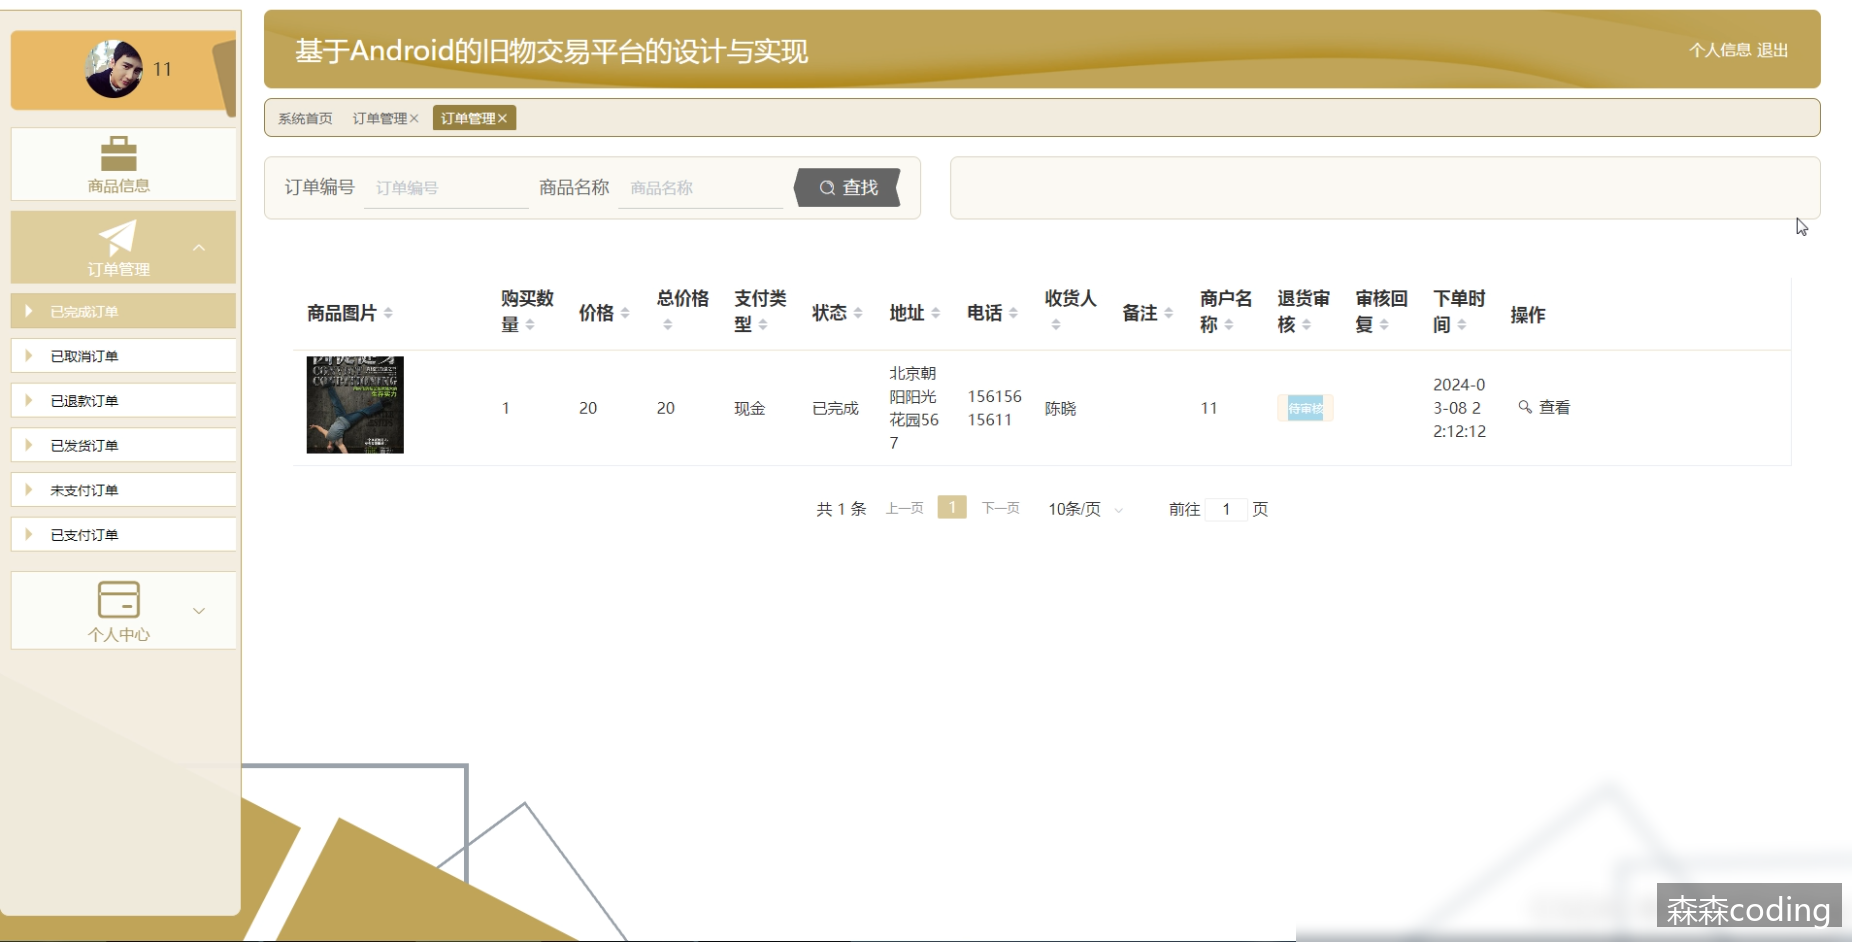 11
基于Android的旧物交易平台的设计与实现
个人信息 退出
系统首页 订单管理× 订单管理×
商品信息
订单编号 订单编号 商品名称 商品名称 查找
订单管理
已完成订单
已取消订单
已退款订单
已发货订单
未支付订单
已支付订单
个人中心
商品图片 购买数量 价格 总价格 支付类型 状态 地址 电话 收货人 备注 商户名称 退货审核 审核回复 下单时间 操作
1 20 20 现金 已完成 北京朝阳阳光花园567 15615615611 陈晓 11 待审核 2024-03-08 22:12:12 查看
CONDITIONING
共 1 条 上一页 1 下一页 10条/页 前往 1 页
森森coding